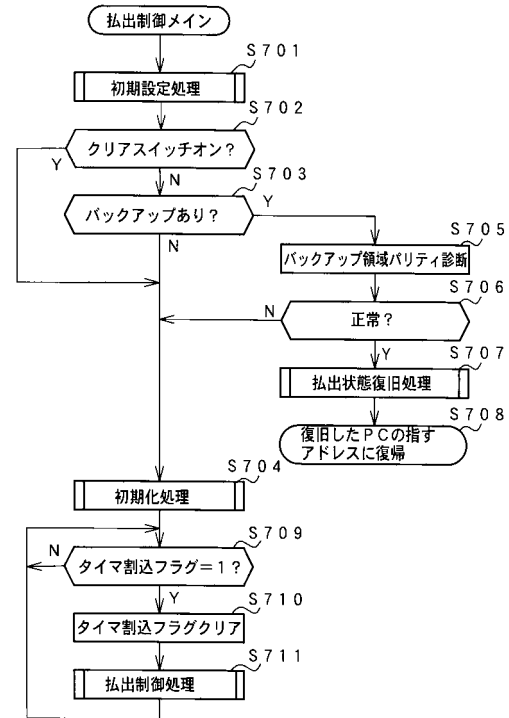 払出制御メイン
S701
初期設定処理
S702
クリアスイッチオン?
Y
N
S703
バックアップあり?
Y
N
S705
バックアップ領域パリティ診断
S706
正常?
N
Y
S707
払出状態復旧処理
S708
復旧したPCの指す
アドレスに復帰
S704
初期化処理
S709
タイマ割込フラグ=1?
N
Y
S710
タイマ割込フラグクリア
S711
払出制御処理